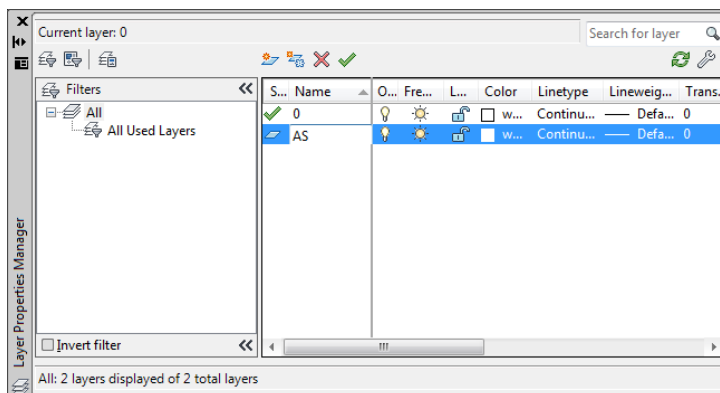 Current layer: 0
Search for layer
Filters
All
All Used Layers
S... Name O... Fre... L... Color Linetype Lineweig... Trans.
0 w... Continu... Defa... 0
AS w... Continu... Defa... 0
Invert filter
All: 2 layers displayed of 2 total layers
Layer Properties Manager